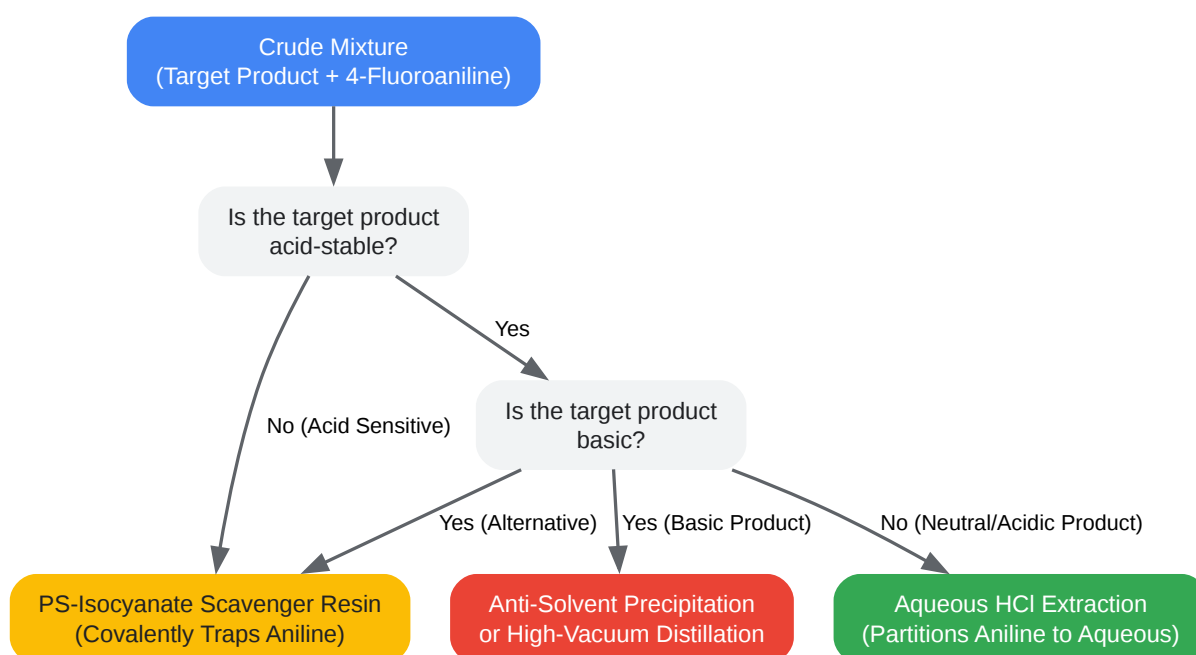 Crude Mixture
(Target Product + 4-Fluoroaniline)
Is the target product
acid-stable?
Yes
Is the target product
basic?
No (Acid Sensitive)
Yes (Alternative)
Yes (Basic Product)
No (Neutral/Acidic Product)
PS-Isocyanate Scavenger Resin
(Covalently Traps Aniline)
Anti-Solvent Precipitation
or High-Vacuum Distillation
Aqueous HCl Extraction
(Partitions Aniline to Aqueous)